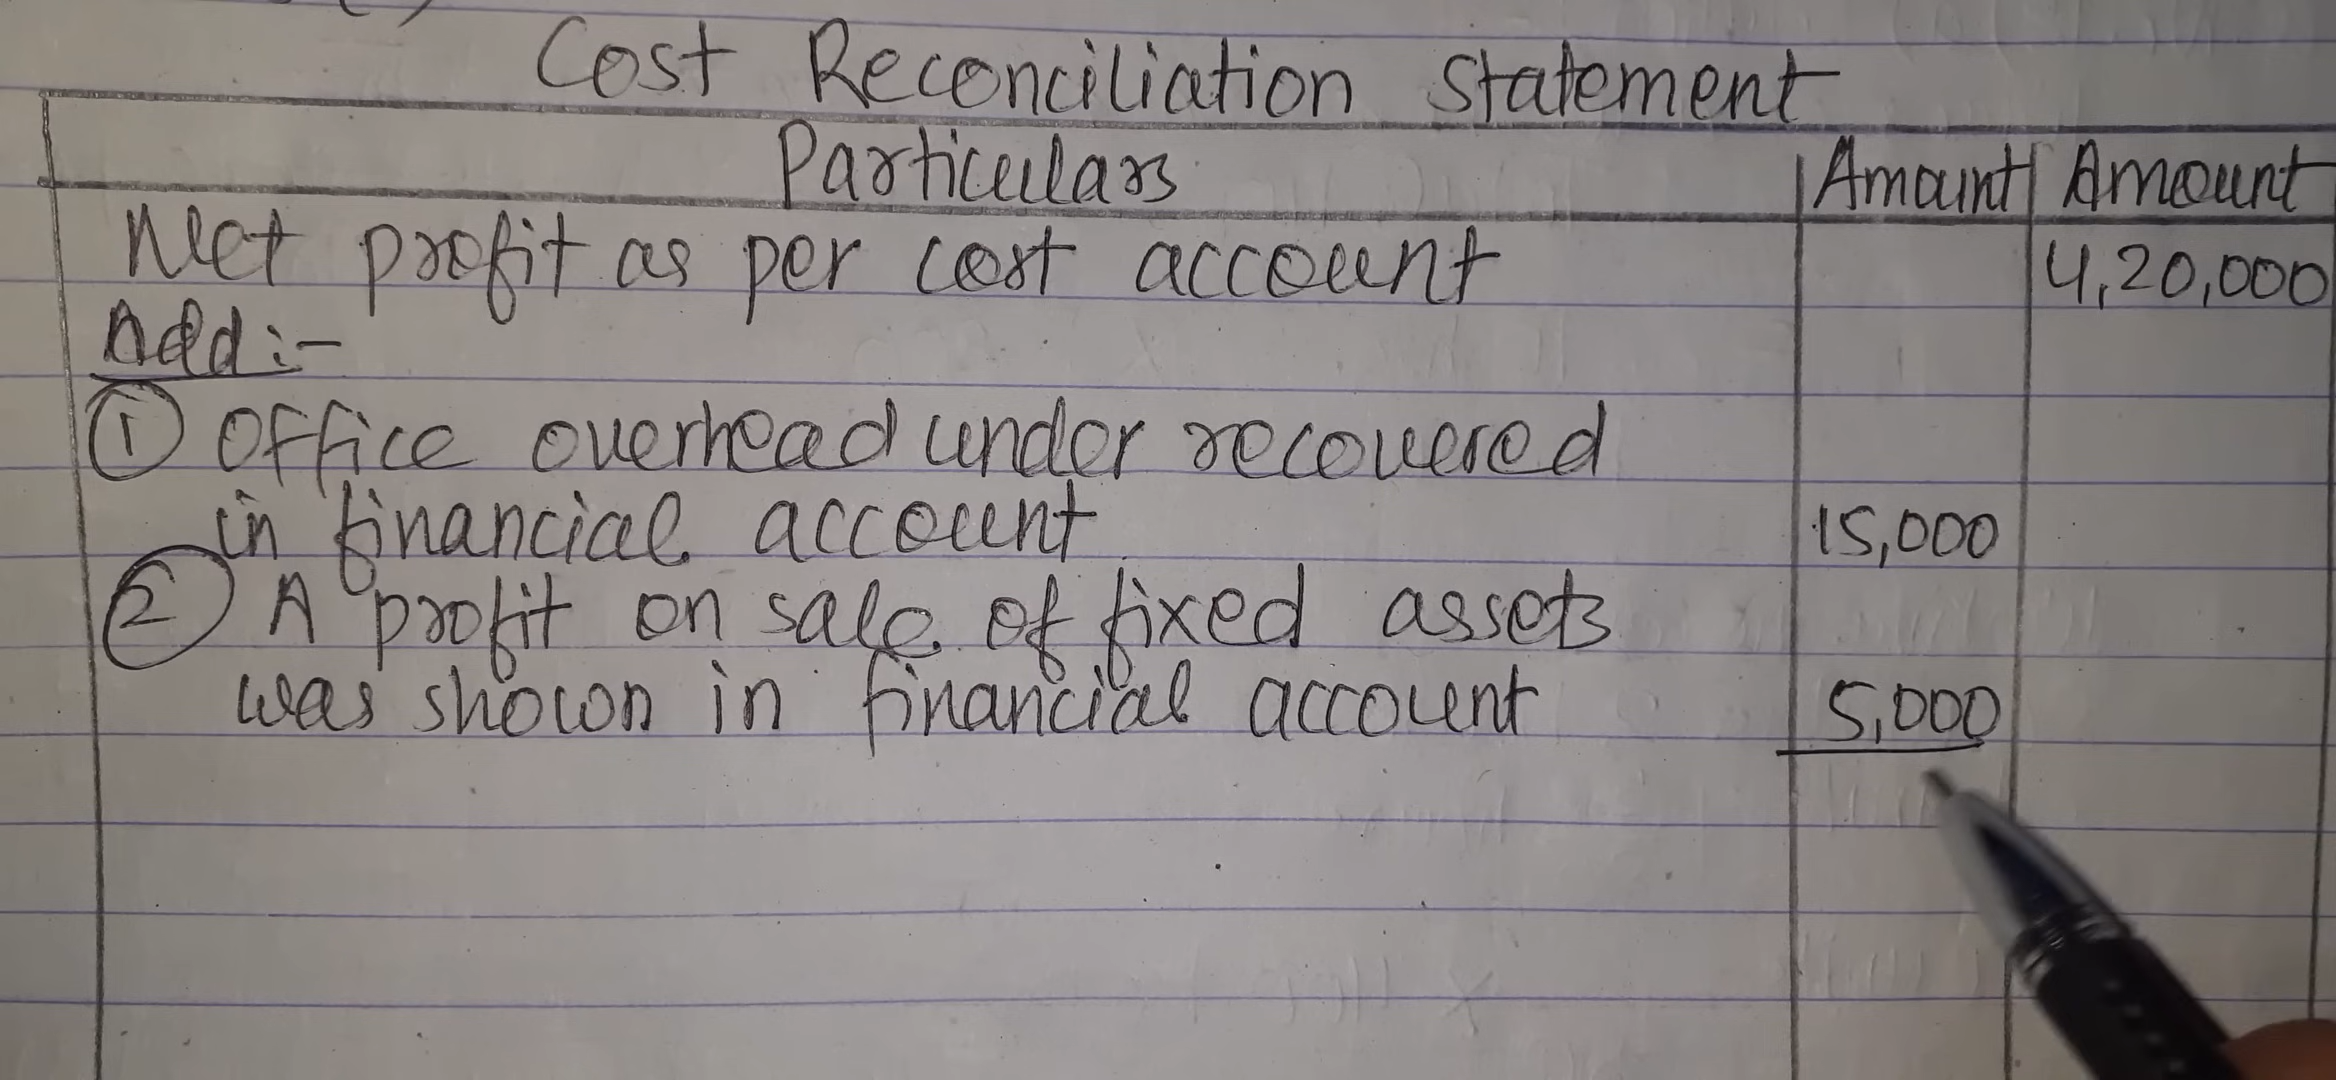 Cost Reconciliation Statement
Particulars Amount Amount
Net profit as per cost account 4,20,000
Add :-
① Office overhead under recovered
in financial account 15,000
② A profit on sale of fixed assets
was shown in financial account 5,000